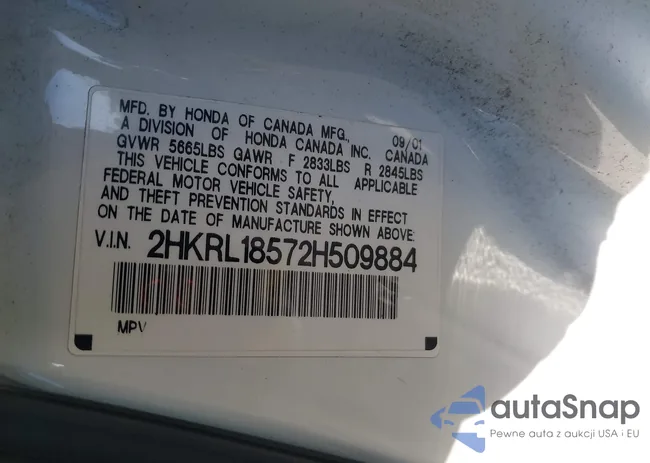 MFD. BY HONDA OF CANADA MFG., 09/01
A DIVISION OF HONDA CANADA INC. CANADA
GVWR 5665LBS GAWR F 2833LBS R 2845LBS
THIS VEHICLE CONFORMS TO ALL APPLICABLE
FEDERAL MOTOR VEHICLE SAFETY,
AND THEFT PREVENTION STANDARDS IN EFFECT
ON THE DATE OF MANUFACTURE SHOWN ABOVE:
V.I.N. 2HKRL18572H509884
MPV
autaSnap
Pewne auta z aukcji USA i EU